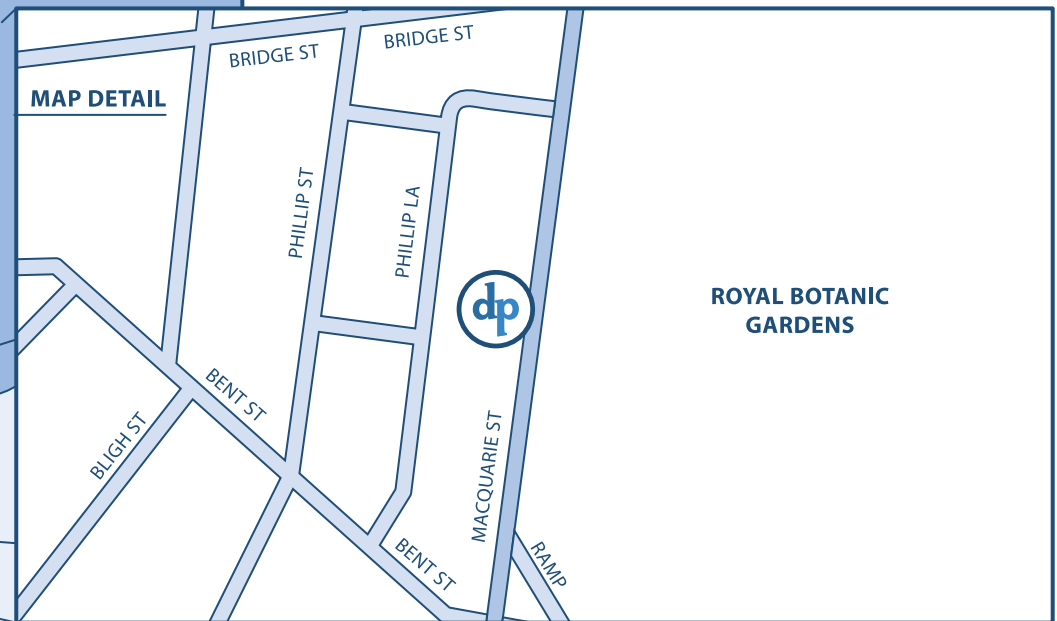 BRIDGE ST
BRIDGE ST
MAP DETAIL
PHILLIP ST
PHILLIP LA
dp
ROYAL BOTANIC
GARDENS
BENT ST
BLIGH ST
MACQUARIE ST
BENT ST
RAMP